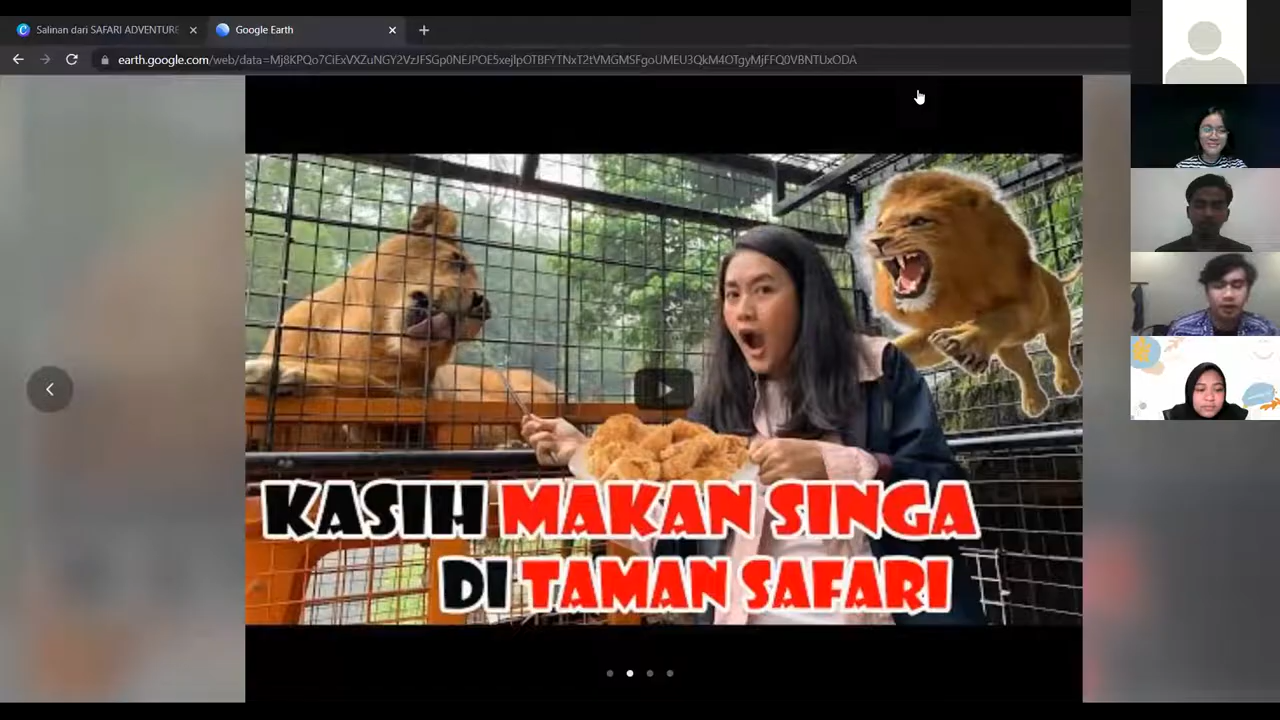 Salinan dari SAFARI ADVENTURE
Google Earth
earth.google.com/web/data=Mj8KPQo7CiExVXZuNGY2VzJFSGp0NEJPOE5xejlpOTBFYTNxT2tVMGMSFgoUMEU3QkM4OTgyMjFFQ0VBNTUxODA
KASIH MAKAN SINGA
DI TAMAN SAFARI